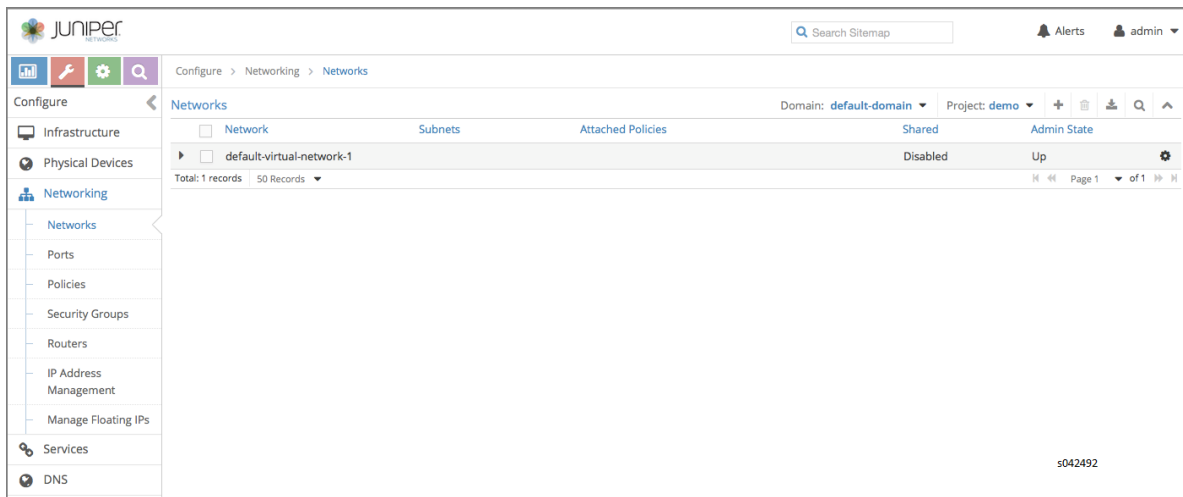 JUNIPER
NETWORKS
Search Sitemap
Alerts
admin
Configure > Networking > Networks
Configure
Infrastructure
Physical Devices
Networking
Networks
Ports
Policies
Security Groups
Routers
IP Address
Management
Manage Floating IPs
Services
DNS
Networks
Domain: default-domain
Project: demo
Network Subnets Attached Policies Shared Admin State
default-virtual-network-1 Disabled Up
Total: 1 records 50 Records Page 1 of 1
s042492